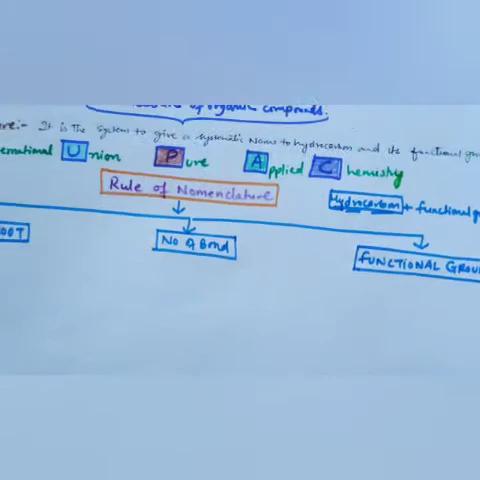 of organic compounds.
It is the system to give a systematic Name to hydrocarbon and its functional
ernational Union Pure Applied Chemistry
Rule of Nomenclature
Hydrocarbon + functional
OOT No of Bond FUNCTIONAL GROU